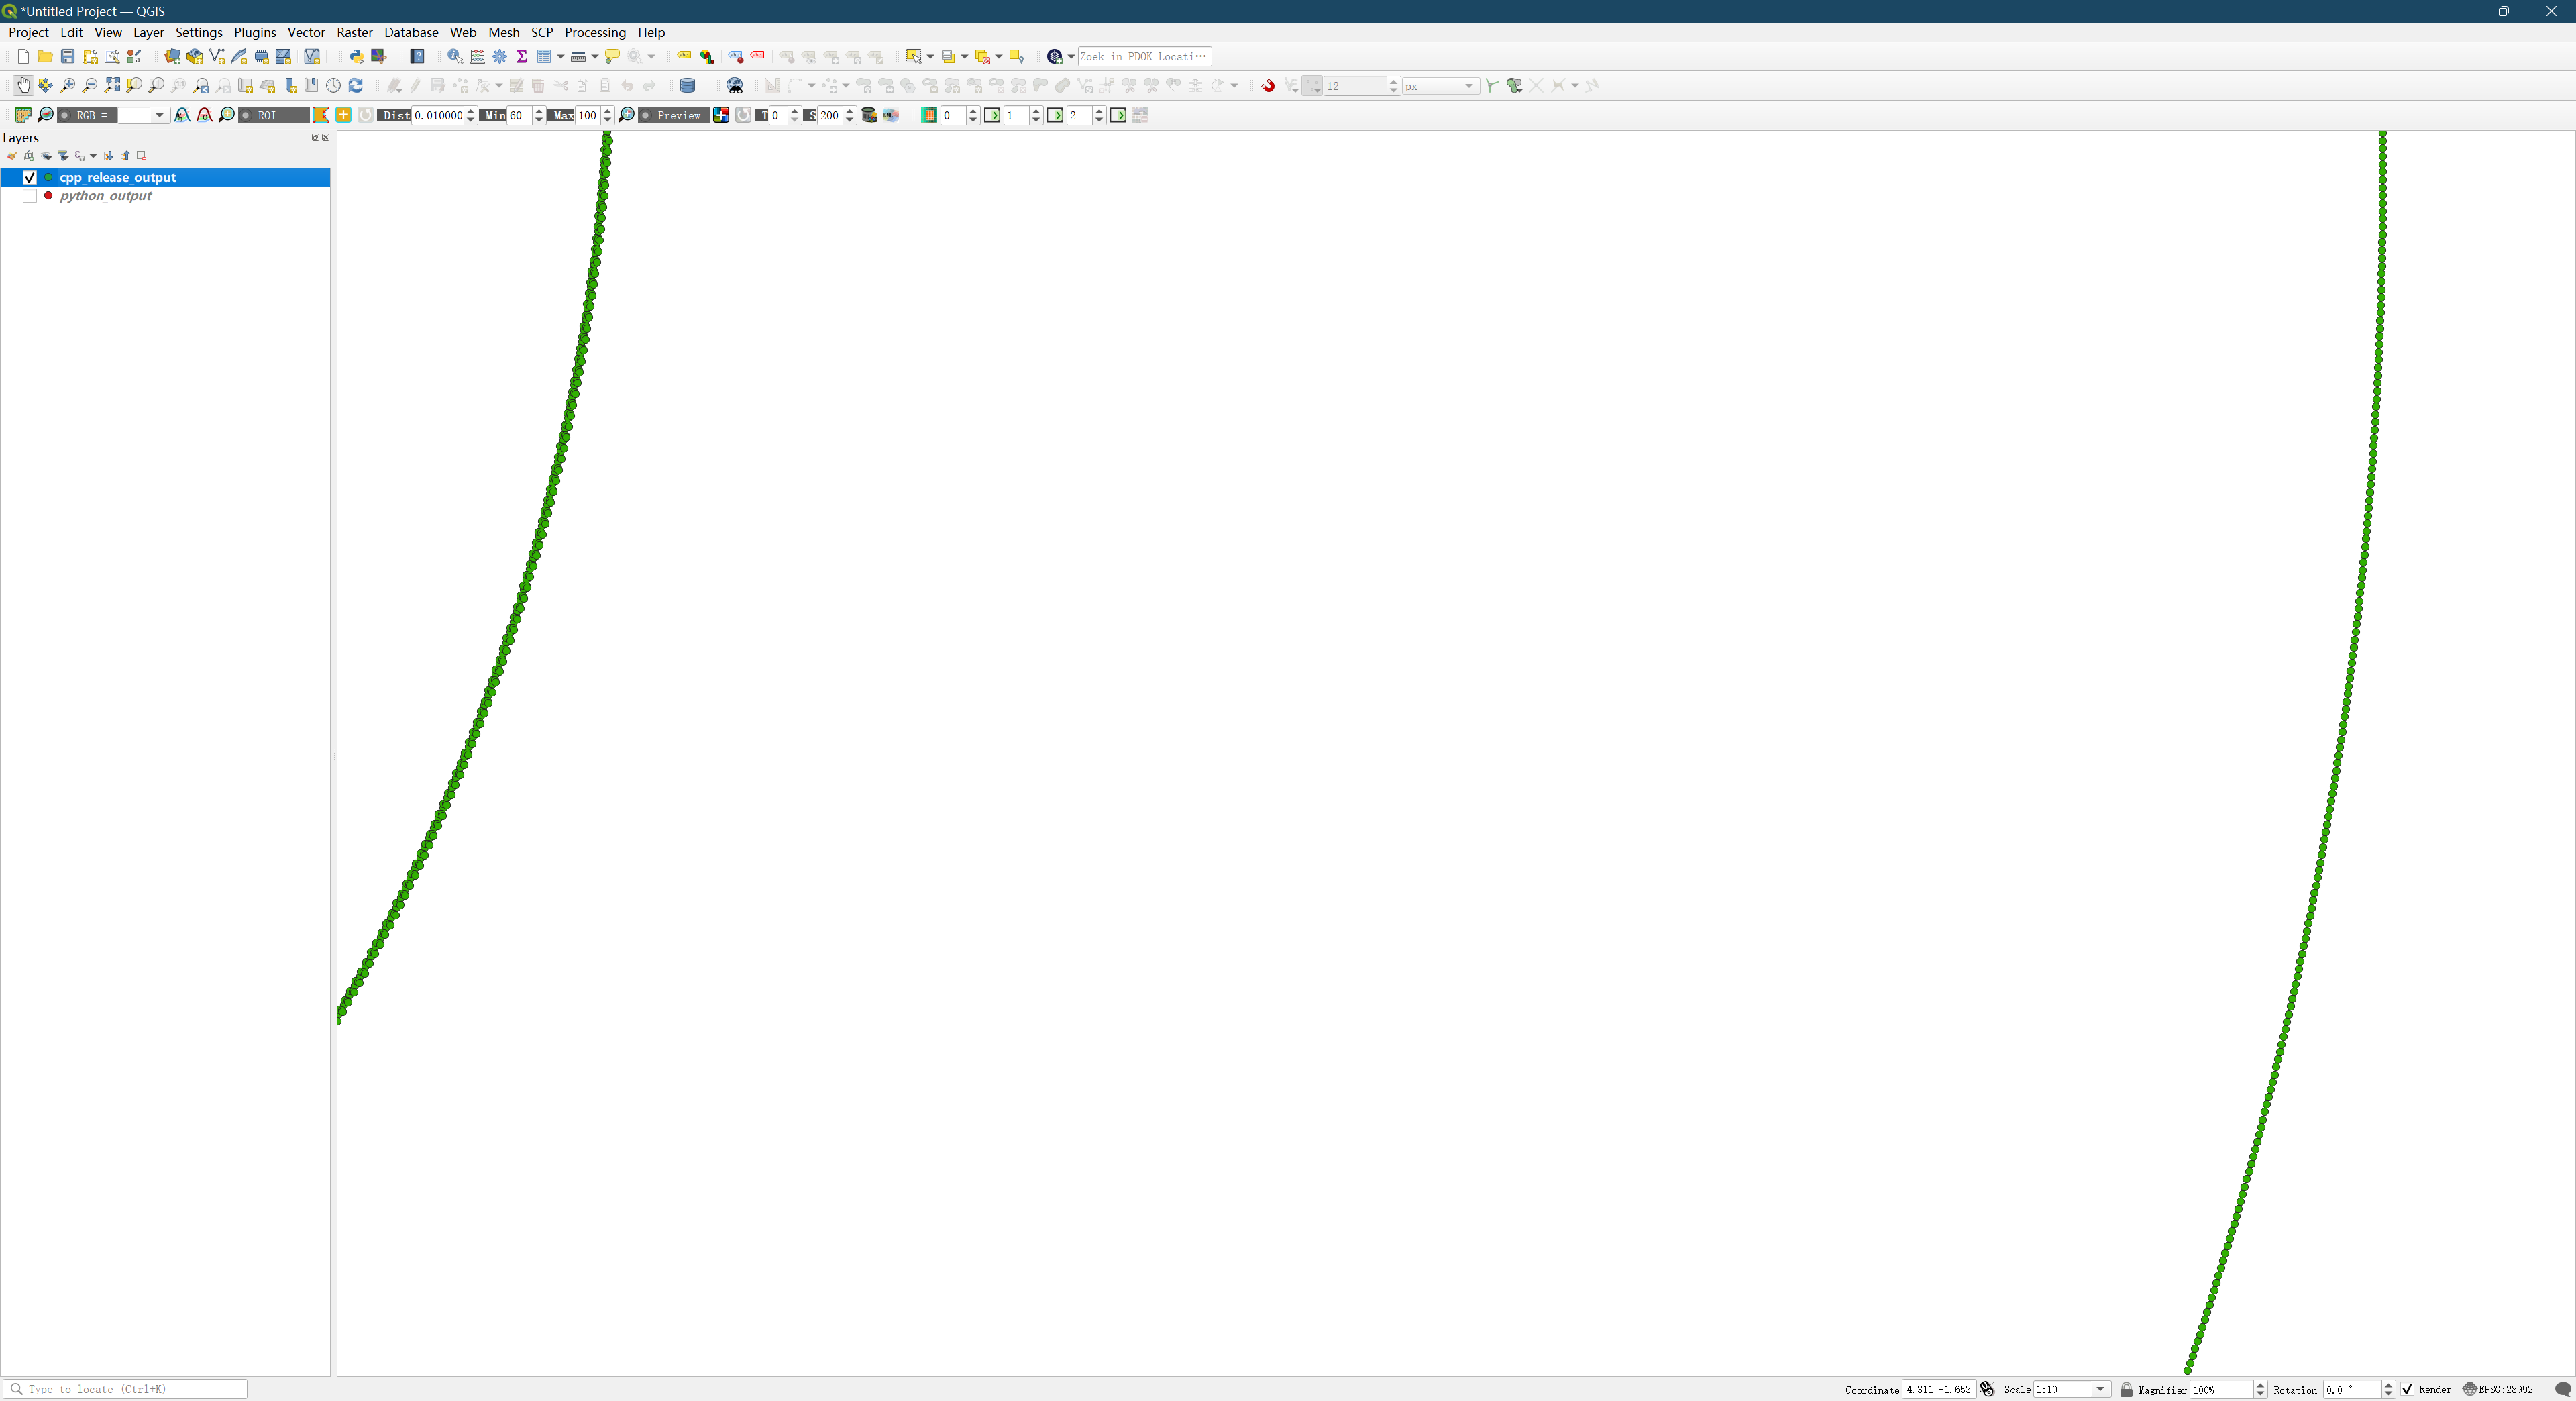 *Untitled Project — QGIS
Project Edit View Layer Settings Plugins Vector Raster Database Web Mesh SCP Processing Help
Zoek in PDOK Locati···
12 px
RGB = - ROI Dist 0.010000 Min 60 Max 100 Preview T 0 S 200 0 1 2
Layers
cpp_release_output
python_output
Type to locate (Ctrl+K) Coordinate 4.311,-1.653 Scale 1:10 Magnifier 100% Rotation 0.0 ° Render EPSG:28992